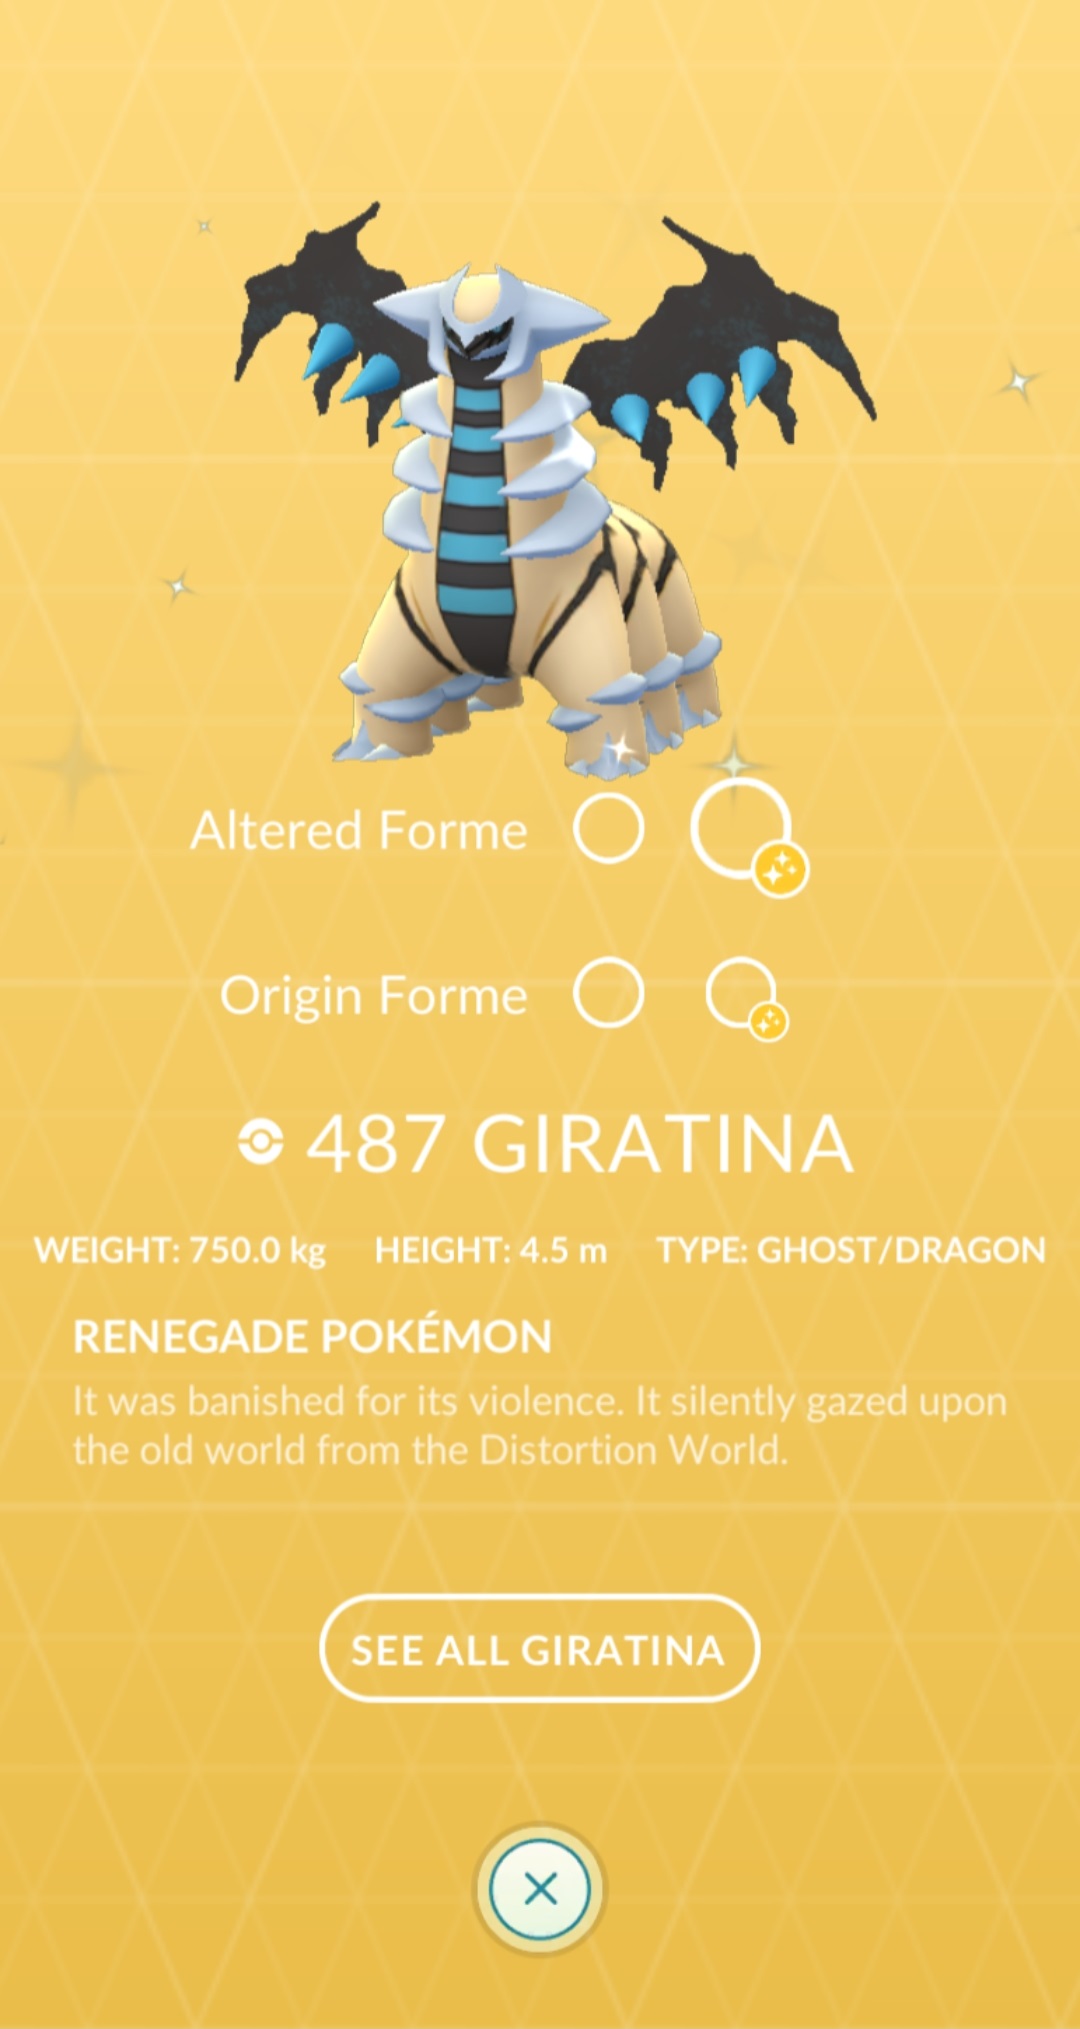 Altered Forme
Origin Forme
487 GIRATINA
WEIGHT: 750.0 kg HEIGHT: 4.5 m TYPE: GHOST/DRAGON
RENEGADE POKÉMON
It was banished for its violence. It silently gazed upon
the old world from the Distortion World.
SEE ALL GIRATINA